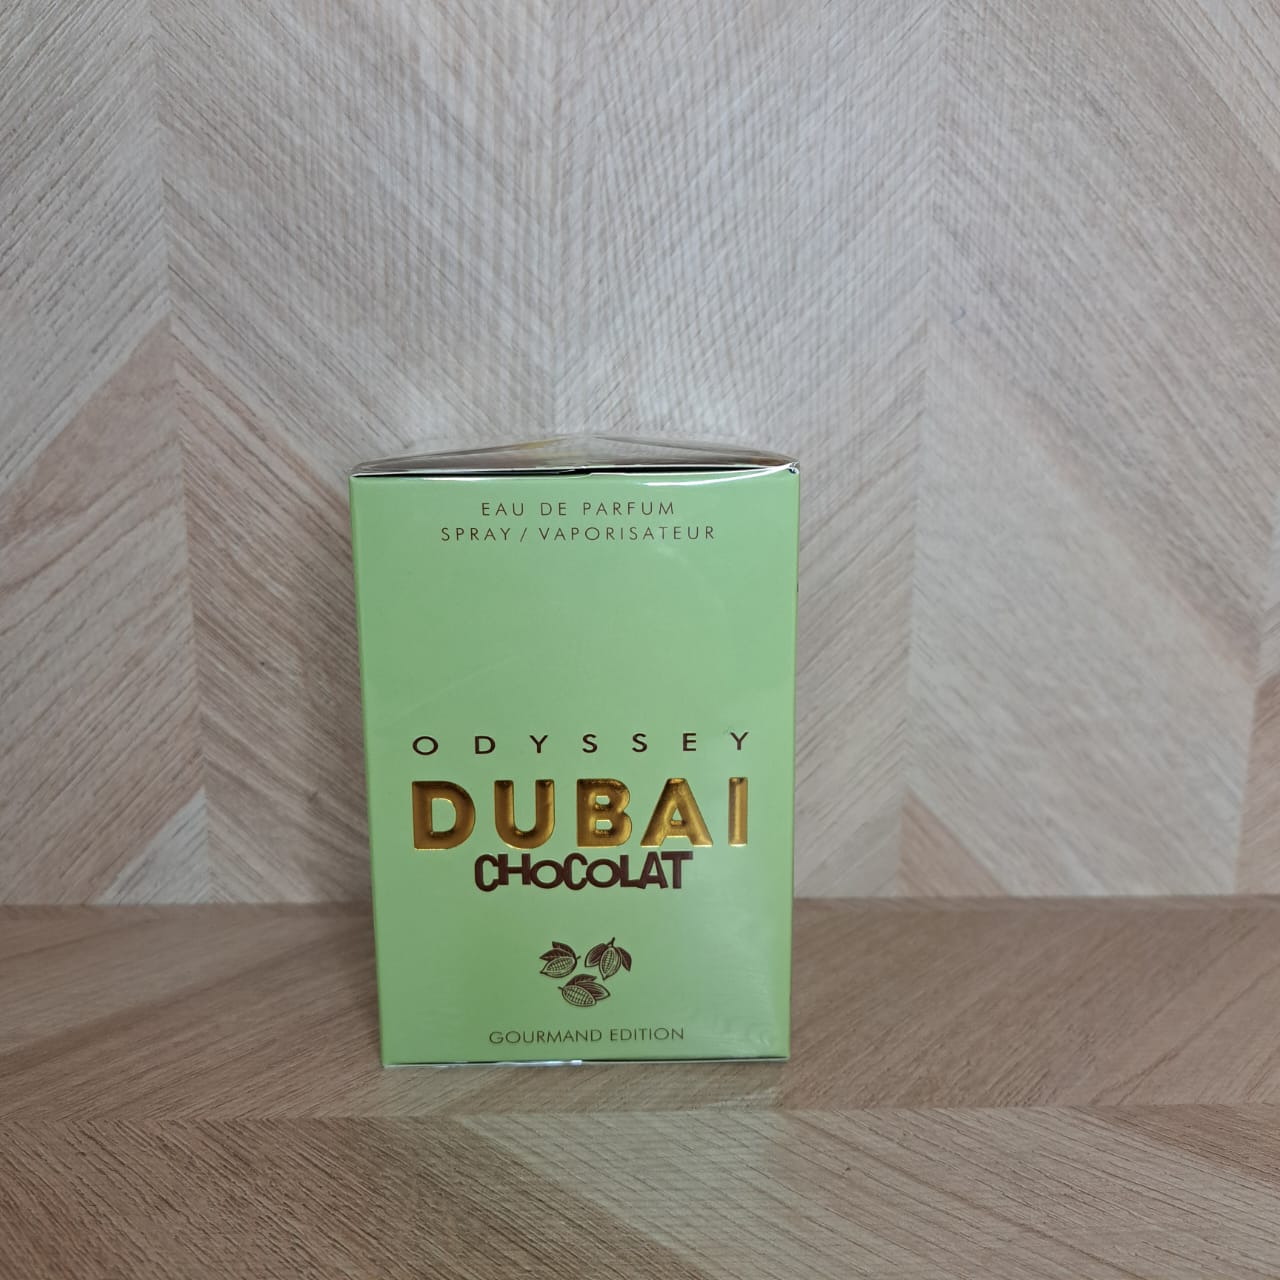 EAU DE PARFUM
SPRAY / VAPORISATEUR
ODYSSEY
DUBAI
CHOCOLAT
GOURMAND EDITION